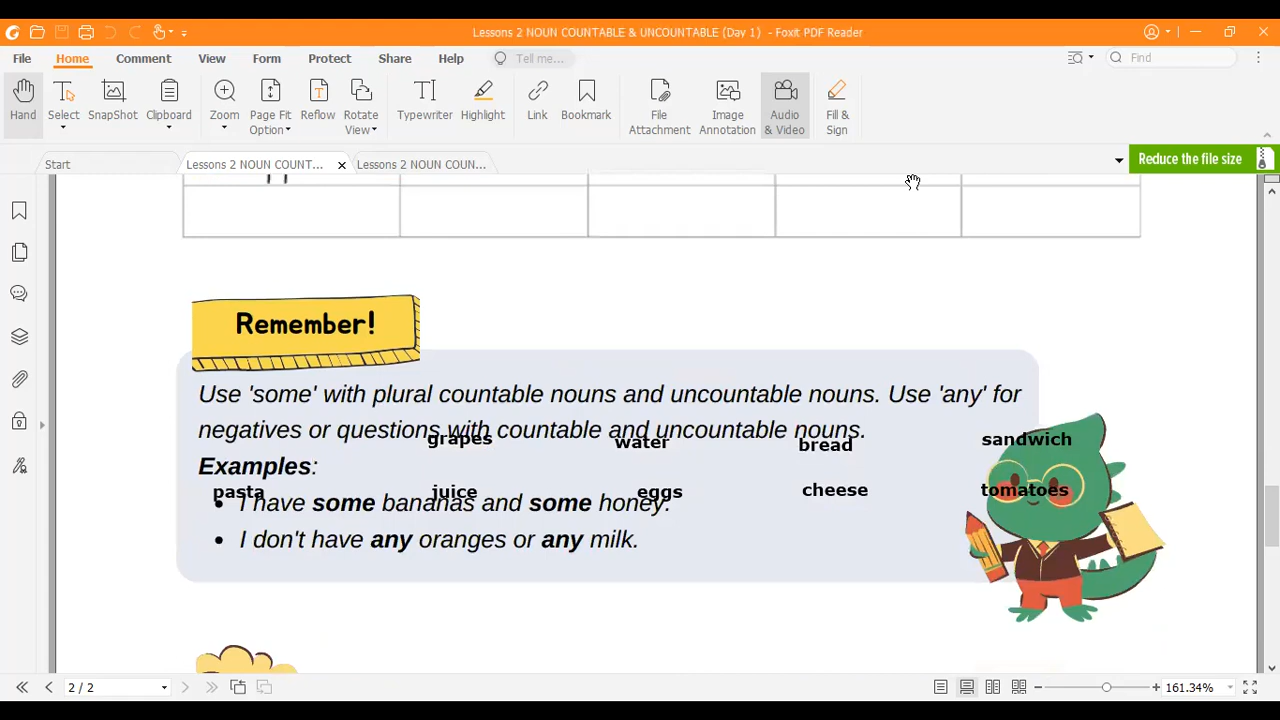 Lessons 2 NOUN COUNTABLE & UNCOUNTABLE (Day 1) - Foxit PDF Reader
File Home Comment View Form Protect Share Help Tell me... Find
Hand Select SnapShot Clipboard Zoom Page Fit Option Reflow Rotate View Typewriter Highlight Link Bookmark File Attachment Image Annotation Audio & Video Fill & Sign
Start Lessons 2 NOUN COUNT... Lessons 2 NOUN COUN... Reduce the file size
Remember!
Use 'some' with plural countable nouns and uncountable nouns. Use 'any' for
negatives or questions with countable and uncountable nouns.
grapes water bread sandwich
Examples:
pasta juice eggs cheese tomatoes
• I have some bananas and some honey.
• I don't have any oranges or any milk.
2 / 2 161.34%